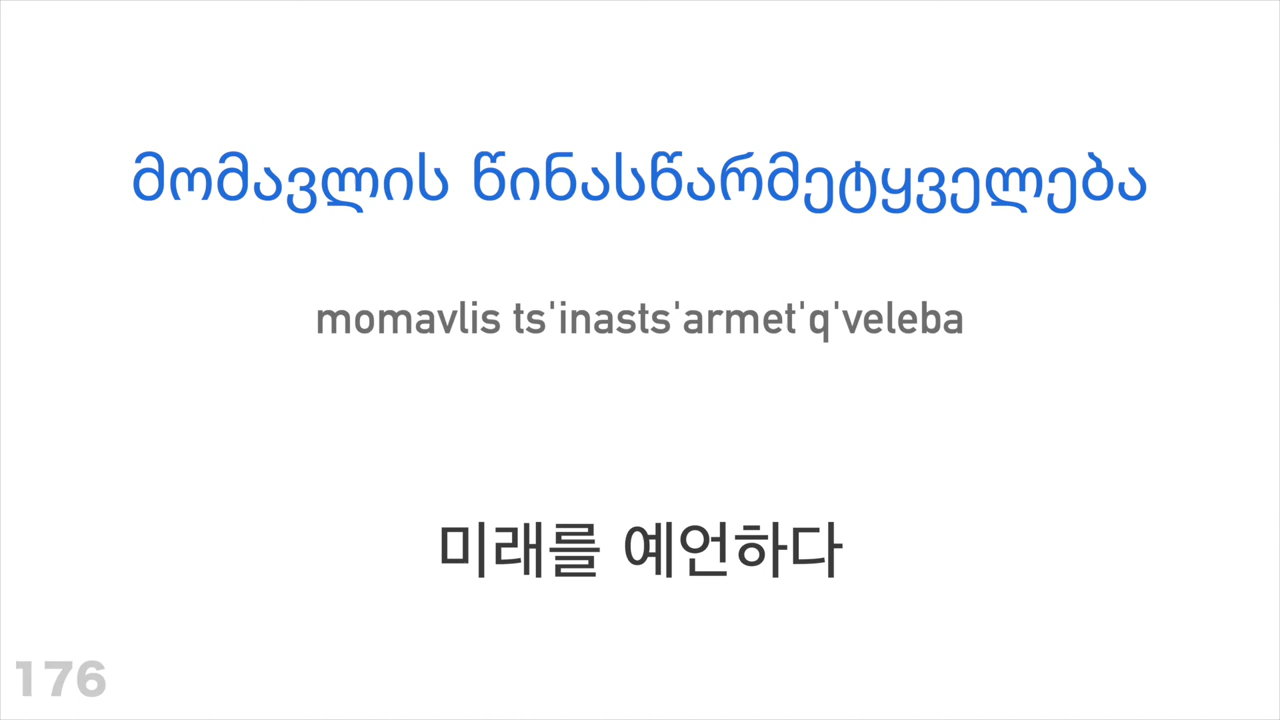 მომავლის წინასწარმეტყველება
momavlis ts'inasts'armet'q'veleba
미래를 예언하다
176